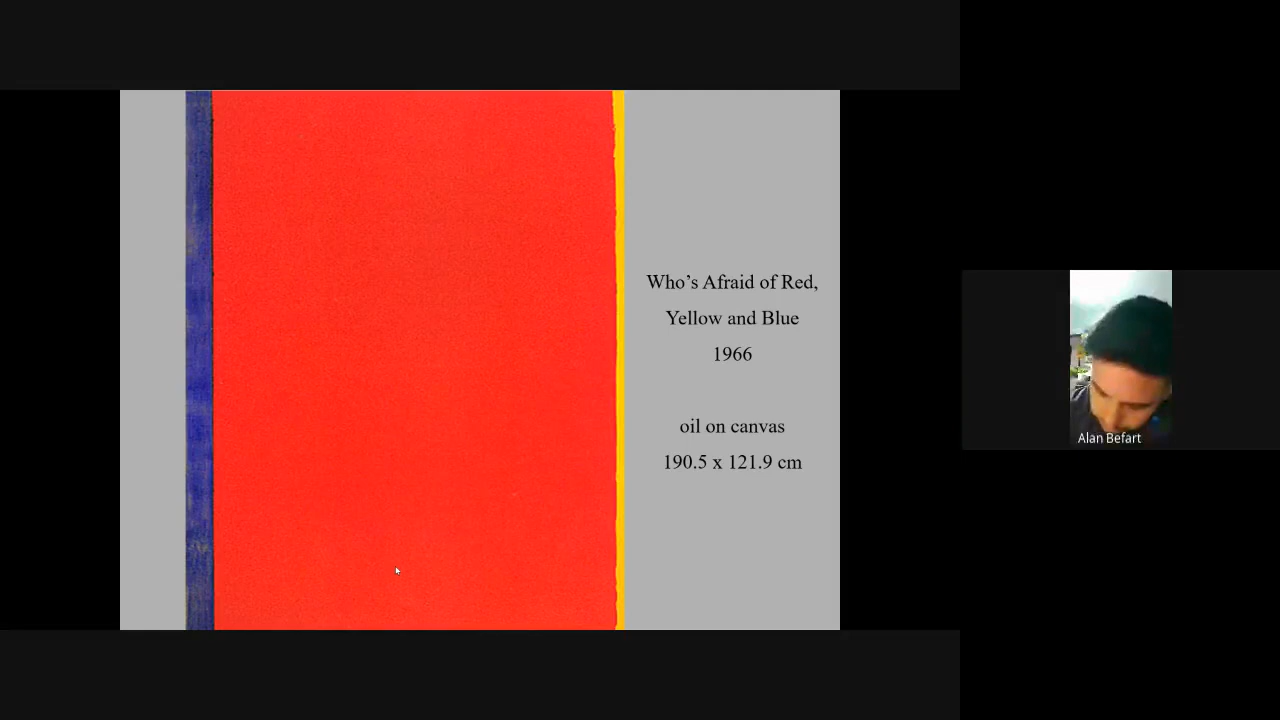 Who’s Afraid of Red,
Yellow and Blue
1966
oil on canvas
190.5 x 121.9 cm
Alan Befart